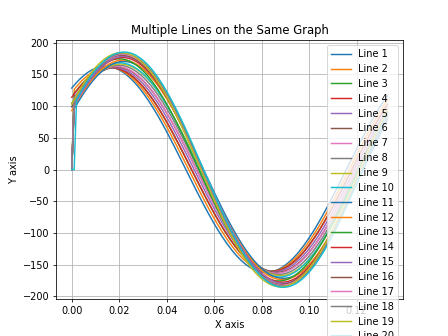 Multiple Lines on the Same Graph
200
150
100
50
0
−50
−100
−150
−200
Y axis
0.00
0.02
0.04
0.06
0.08
0.10
X axis
Line 1
Line 2
Line 3
Line 4
Line 5
Line 6
Line 7
Line 8
Line 9
Line 10
Line 11
Line 12
Line 13
Line 14
Line 15
Line 16
Line 17
Line 18
Line 19
Line 20